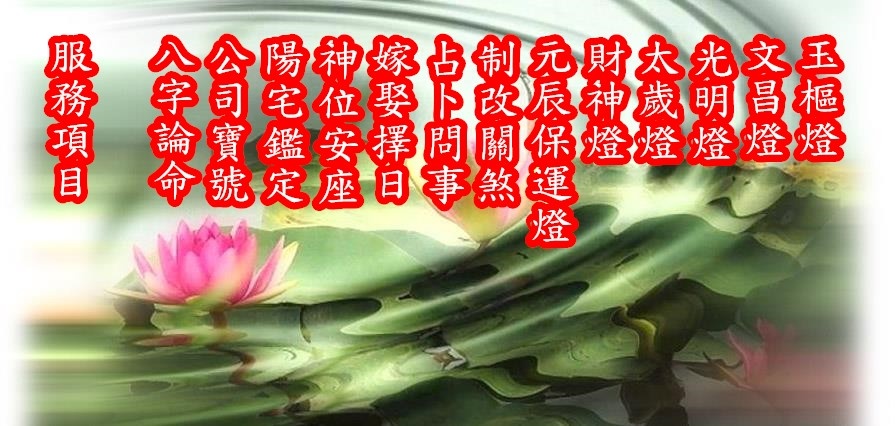 服務項目
八字論命
公司寶號
陽宅鑑定
神位安座
嫁娶擇日
占卜問事
制改關煞
元辰保運燈
財神燈
太歲燈
光明燈
文昌燈
玉樞燈